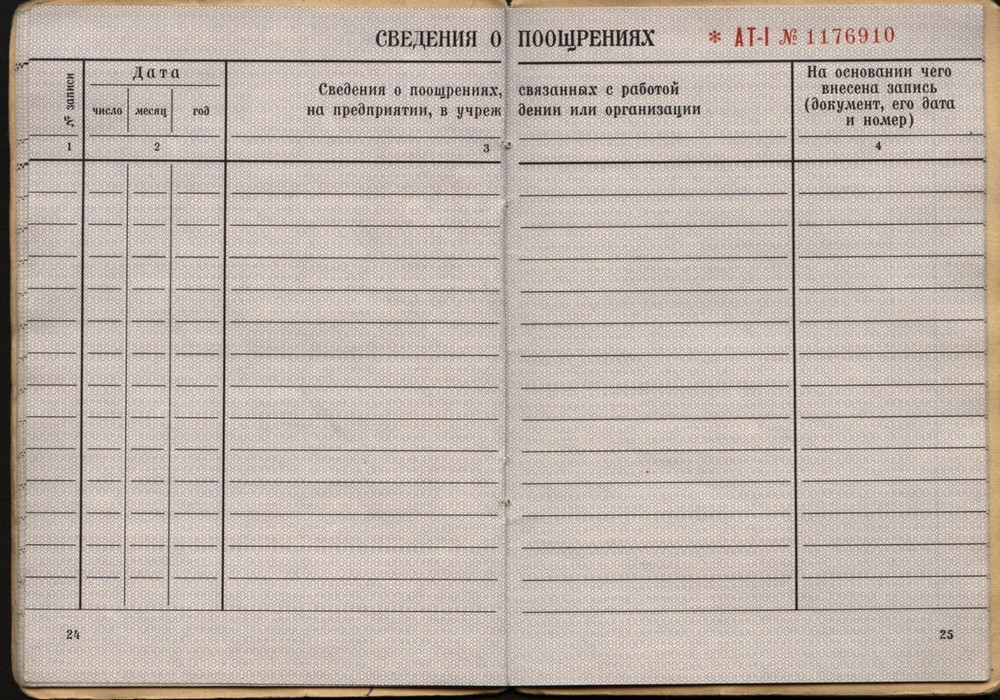 СВЕДЕНИЯ О ПООЩРЕНИЯХ * АТ-I № 1176910
№ записи
Дата
число месяц год
Сведения о поощрениях, связанных с работой
на предприятии, в учреждении или организации
На основании чего
внесена запись
(документ, его дата
и номер)
1 2 3 4
24 25